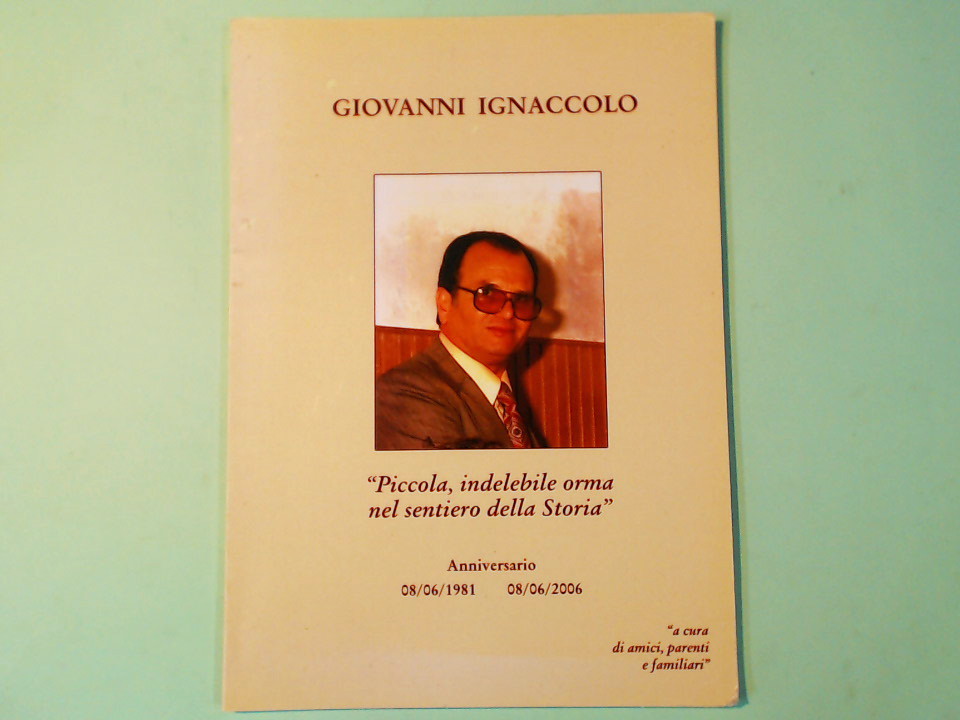 GIOVANNI IGNACCOLO
“Piccola, indelebile orma
nel sentiero della Storia”
Anniversario
08/06/1981 08/06/2006
“a cura
di amici, parenti
e familiari”